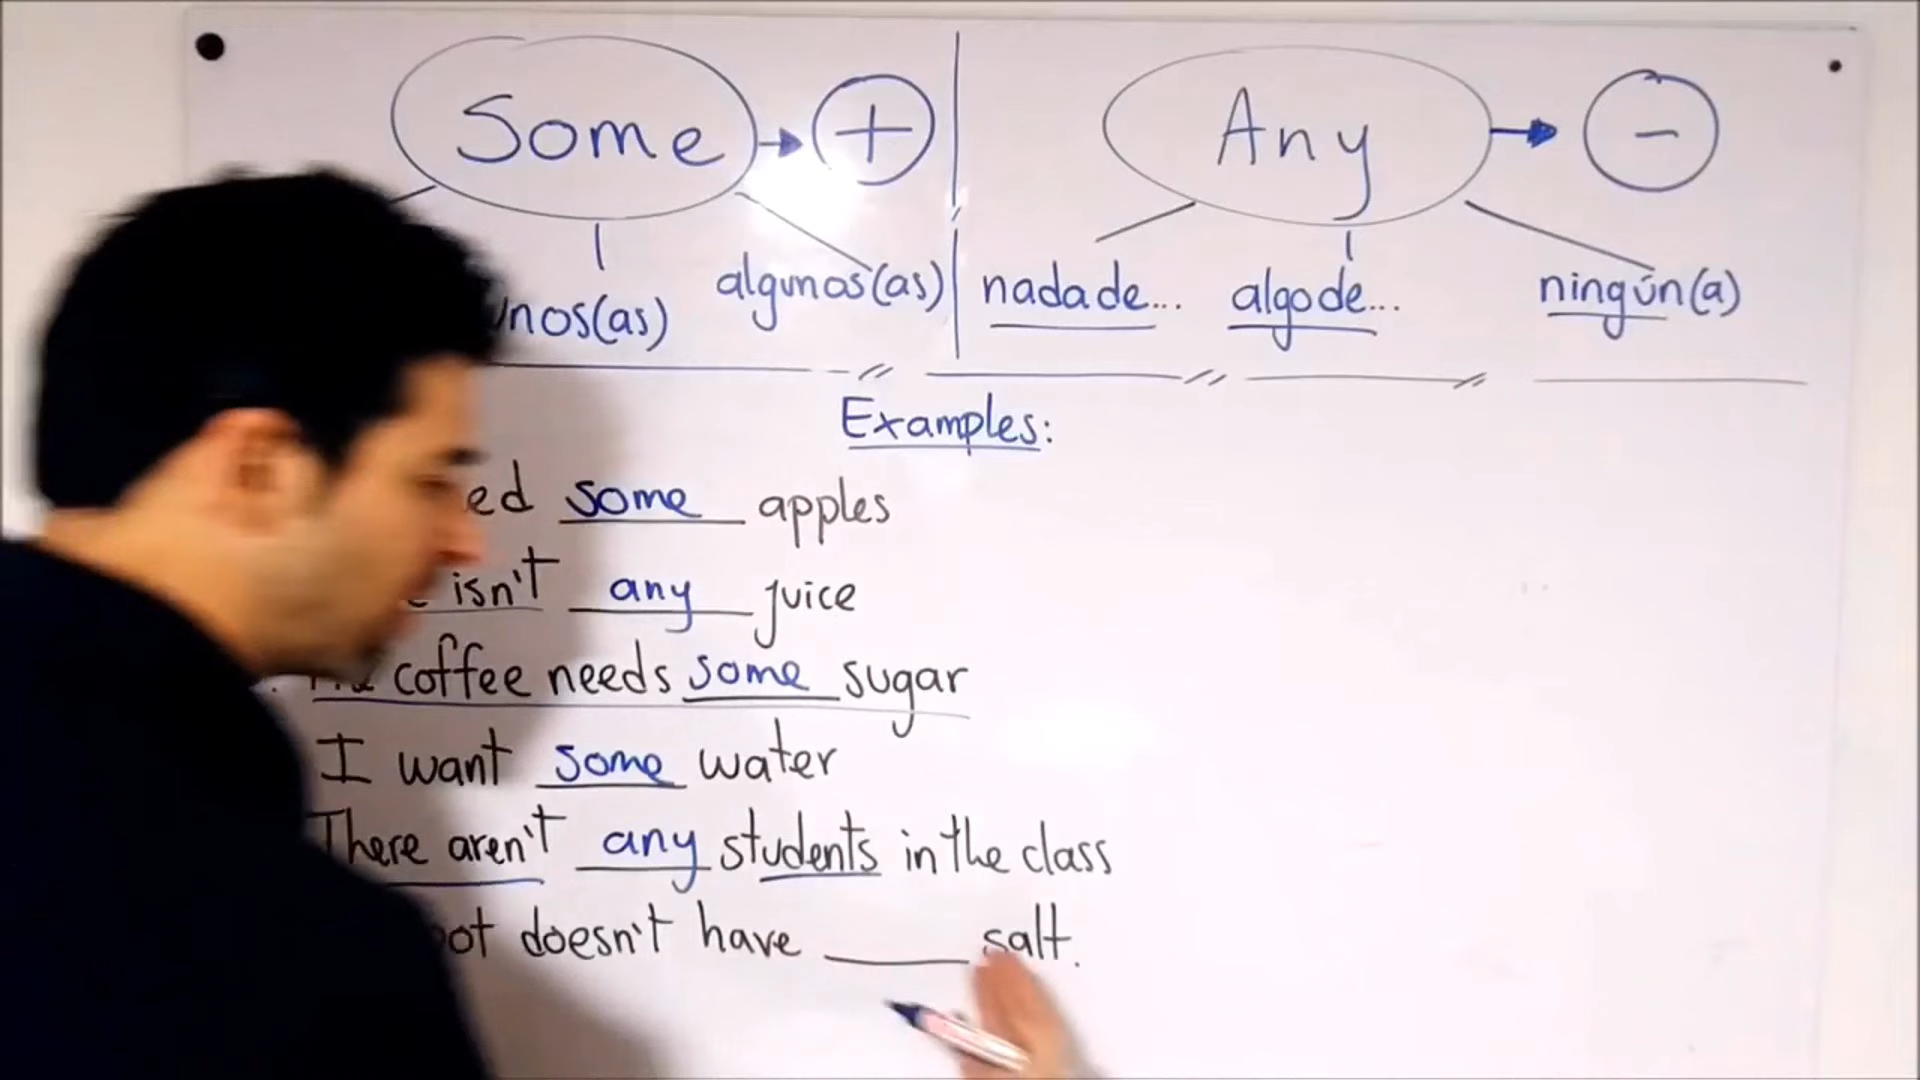 Some → + Any → -
algunos(as) nada de... algo de... ningún(a)
nos(as)
Examples:
ed some apples
isn't any juice
coffee needs some sugar
I want some water
There aren't any students in the class
ot doesn't have ____ salt.